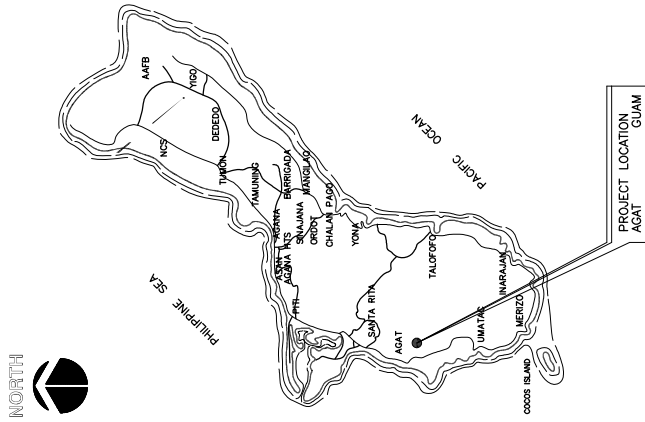 NORTH
PHILIPPINE SEA
PACIFIC OCEAN
AAFB
YIGO
NCS
DEDEDO
TUMON
TAMUNING
BARRIGADA
MANGILAO
AGANA
ASAN
AGANA HTS
SINAJANA
ORDOT
CHALAN PAGO
PITI
YONA
SANTA RITA
AGAT
TALOFOFO
UMATAC
INARAJAN
MERIZO
COCOS ISLAND
PROJECT LOCATION
AGAT GUAM